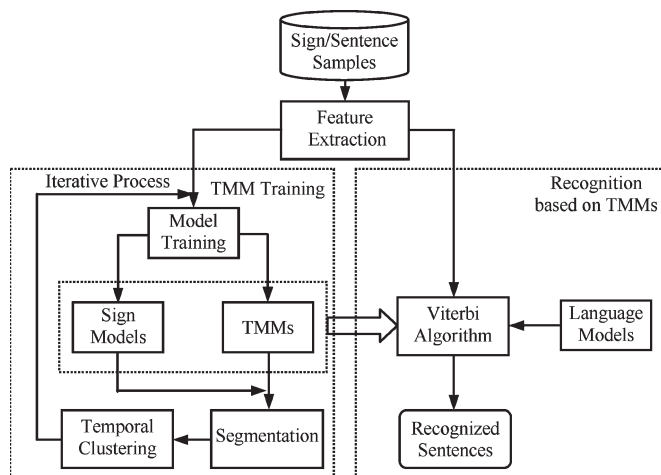 Sign/Sentence
Samples
Feature
Extraction
Iterative Process
TMM Training
Recognition
based on TMMs
Model
Training
Sign
Models
TMMs
Viterbi
Algorithm
Language
Models
Temporal
Clustering
Segmentation
Recognized
Sentences